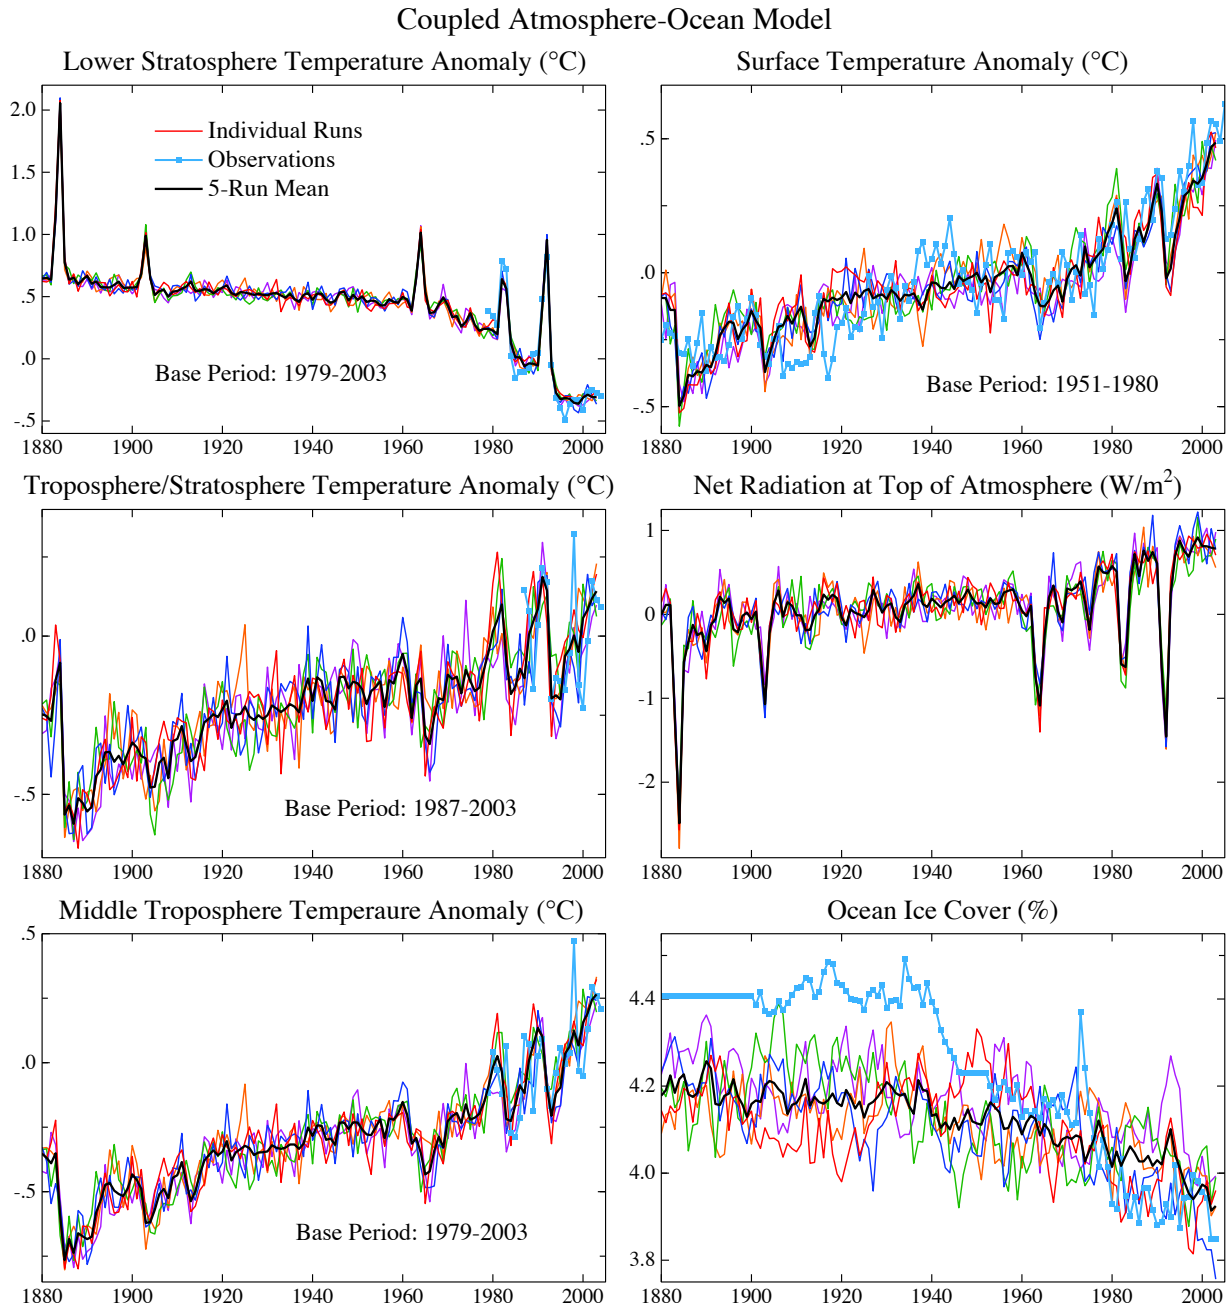 Coupled Atmosphere-Ocean Model
Lower Stratosphere Temperature Anomaly (°C)
2.0
1.5
1.0
.5
.0
-.5
Individual Runs
Observations
5-Run Mean
Base Period: 1979-2003
1880 1900 1920 1940 1960 1980 2000
Surface Temperature Anomaly (°C)
.5
.0
-.5
Base Period: 1951-1980
1880 1900 1920 1940 1960 1980 2000
Troposphere/Stratosphere Temperature Anomaly (°C)
.0
-.5
Base Period: 1987-2003
1880 1900 1920 1940 1960 1980 2000
Net Radiation at Top of Atmosphere (W/m²)
1
0
-1
-2
1880 1900 1920 1940 1960 1980 2000
Middle Troposphere Temperaure Anomaly (°C)
.5
.0
-.5
Base Period: 1979-2003
1880 1900 1920 1940 1960 1980 2000
Ocean Ice Cover (%)
4.4
4.2
4.0
3.8
1880 1900 1920 1940 1960 1980 2000